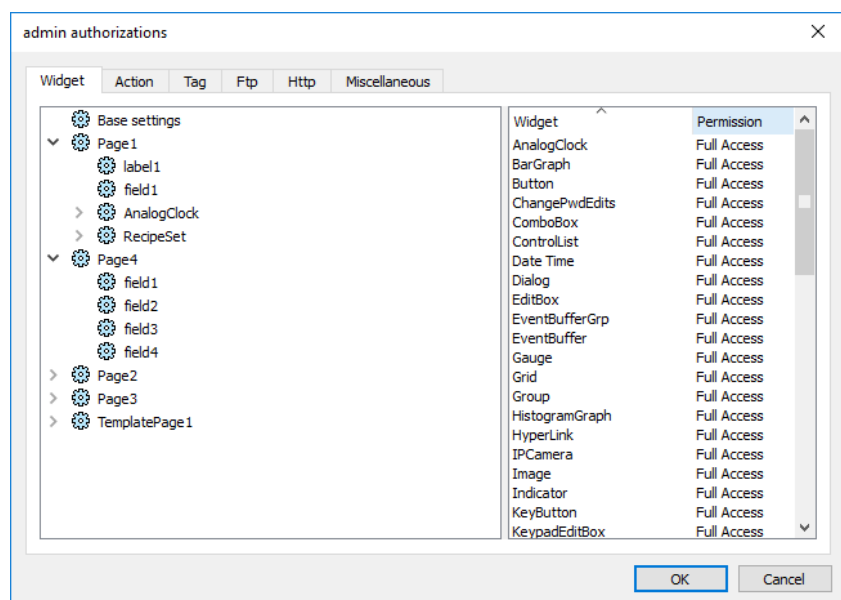 admin authorizations
Widget Action Tag Ftp Http Miscellaneous
Base settings
Page1
label1
field1
AnalogClock
RecipeSet
Page4
field1
field2
field3
field4
Page2
Page3
TemplatePage1
Widget Permission
AnalogClock Full Access
BarGraph Full Access
Button Full Access
ChangePwdEdits Full Access
ComboBox Full Access
ControlList Full Access
Date Time Full Access
Dialog Full Access
EditBox Full Access
EventBufferGrp Full Access
EventBuffer Full Access
Gauge Full Access
Grid Full Access
Group Full Access
HistogramGraph Full Access
HyperLink Full Access
IPCamera Full Access
Image Full Access
Indicator Full Access
KeyButton Full Access
KeypadEditBox Full Access
OK Cancel